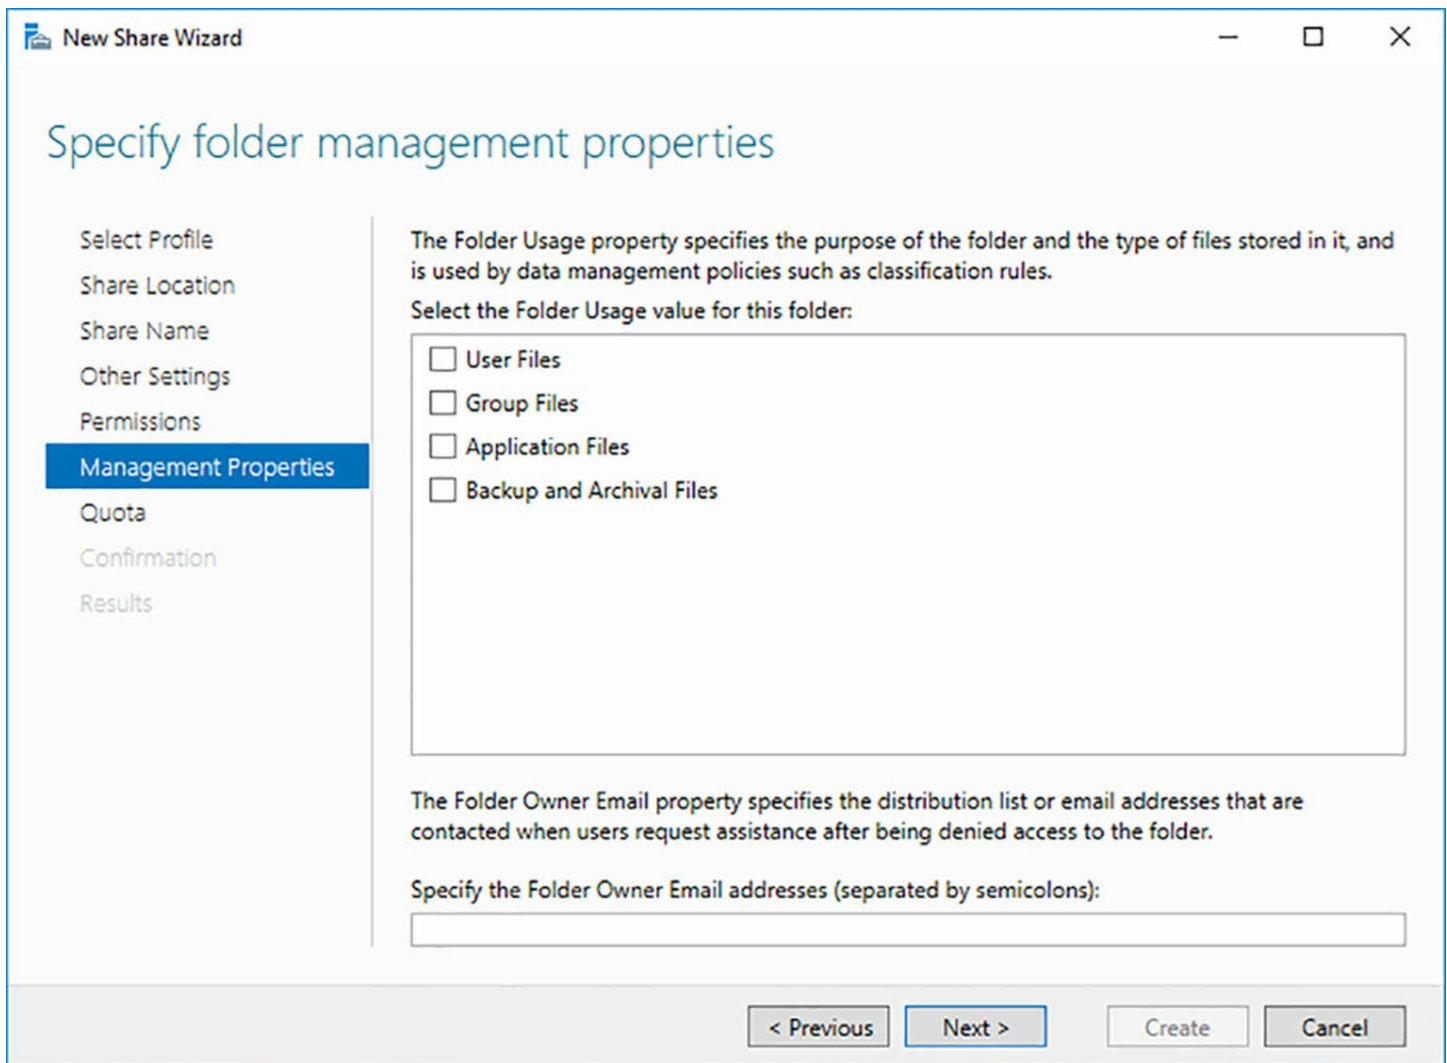 New Share Wizard
Specify folder management properties
Select Profile
Share Location
Share Name
Other Settings
Permissions
Management Properties
Quota
Confirmation
Results
The Folder Usage property specifies the purpose of the folder and the type of files stored in it, and
is used by data management policies such as classification rules.
Select the Folder Usage value for this folder:
User Files
Group Files
Application Files
Backup and Archival Files
The Folder Owner Email property specifies the distribution list or email addresses that are
contacted when users request assistance after being denied access to the folder.
Specify the Folder Owner Email addresses (separated by semicolons):
< Previous
Next >
Create
Cancel